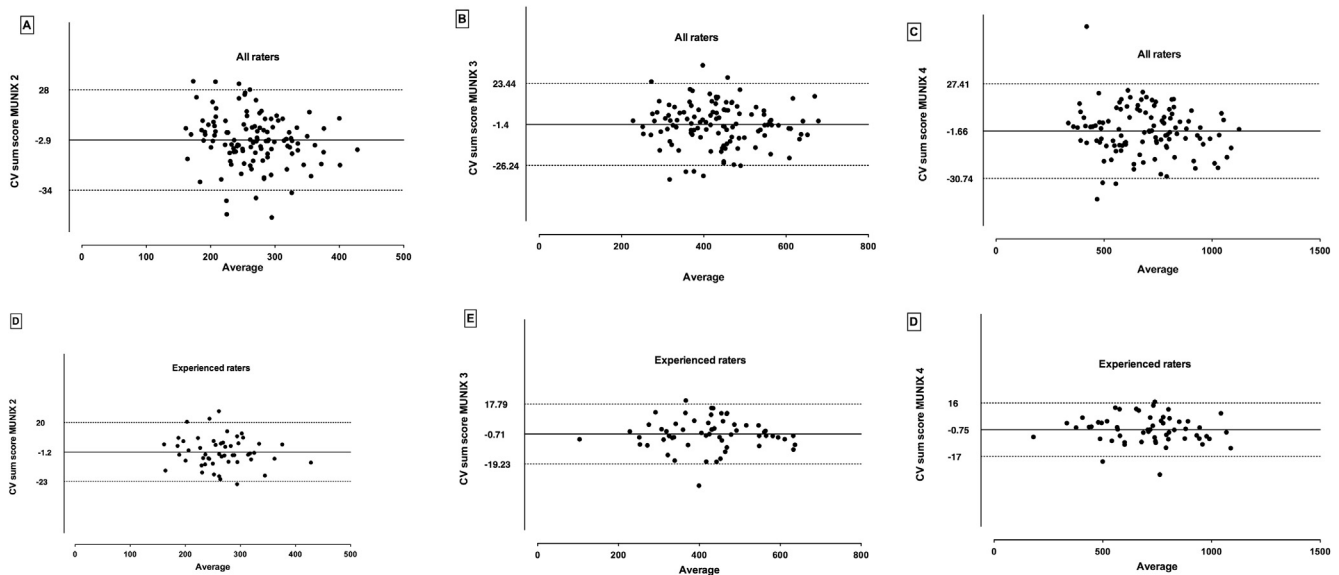 A
CV sum score MUNIX 2
All raters
28
-2.9
-34
0 100 200 300 400 500
Average
B
CV sum score MUNIX 3
All raters
23.44
-1.4
-26.24
0 200 400 600 800
Average
C
CV sum score MUNIX 4
All raters
27.41
-1.66
-30.74
0 500 1000 1500
Average
D
CV sum score MUNIX 2
Experienced raters
20
-1.2
-23
0 100 200 300 400 500
Average
E
CV sum score MUNIX 3
Experienced raters
17.79
-0.71
-19.23
0 200 400 600 800
Average
D
CV sum score MUNIX 4
Experienced raters
16
-0.75
-17
0 500 1000 1500
Average